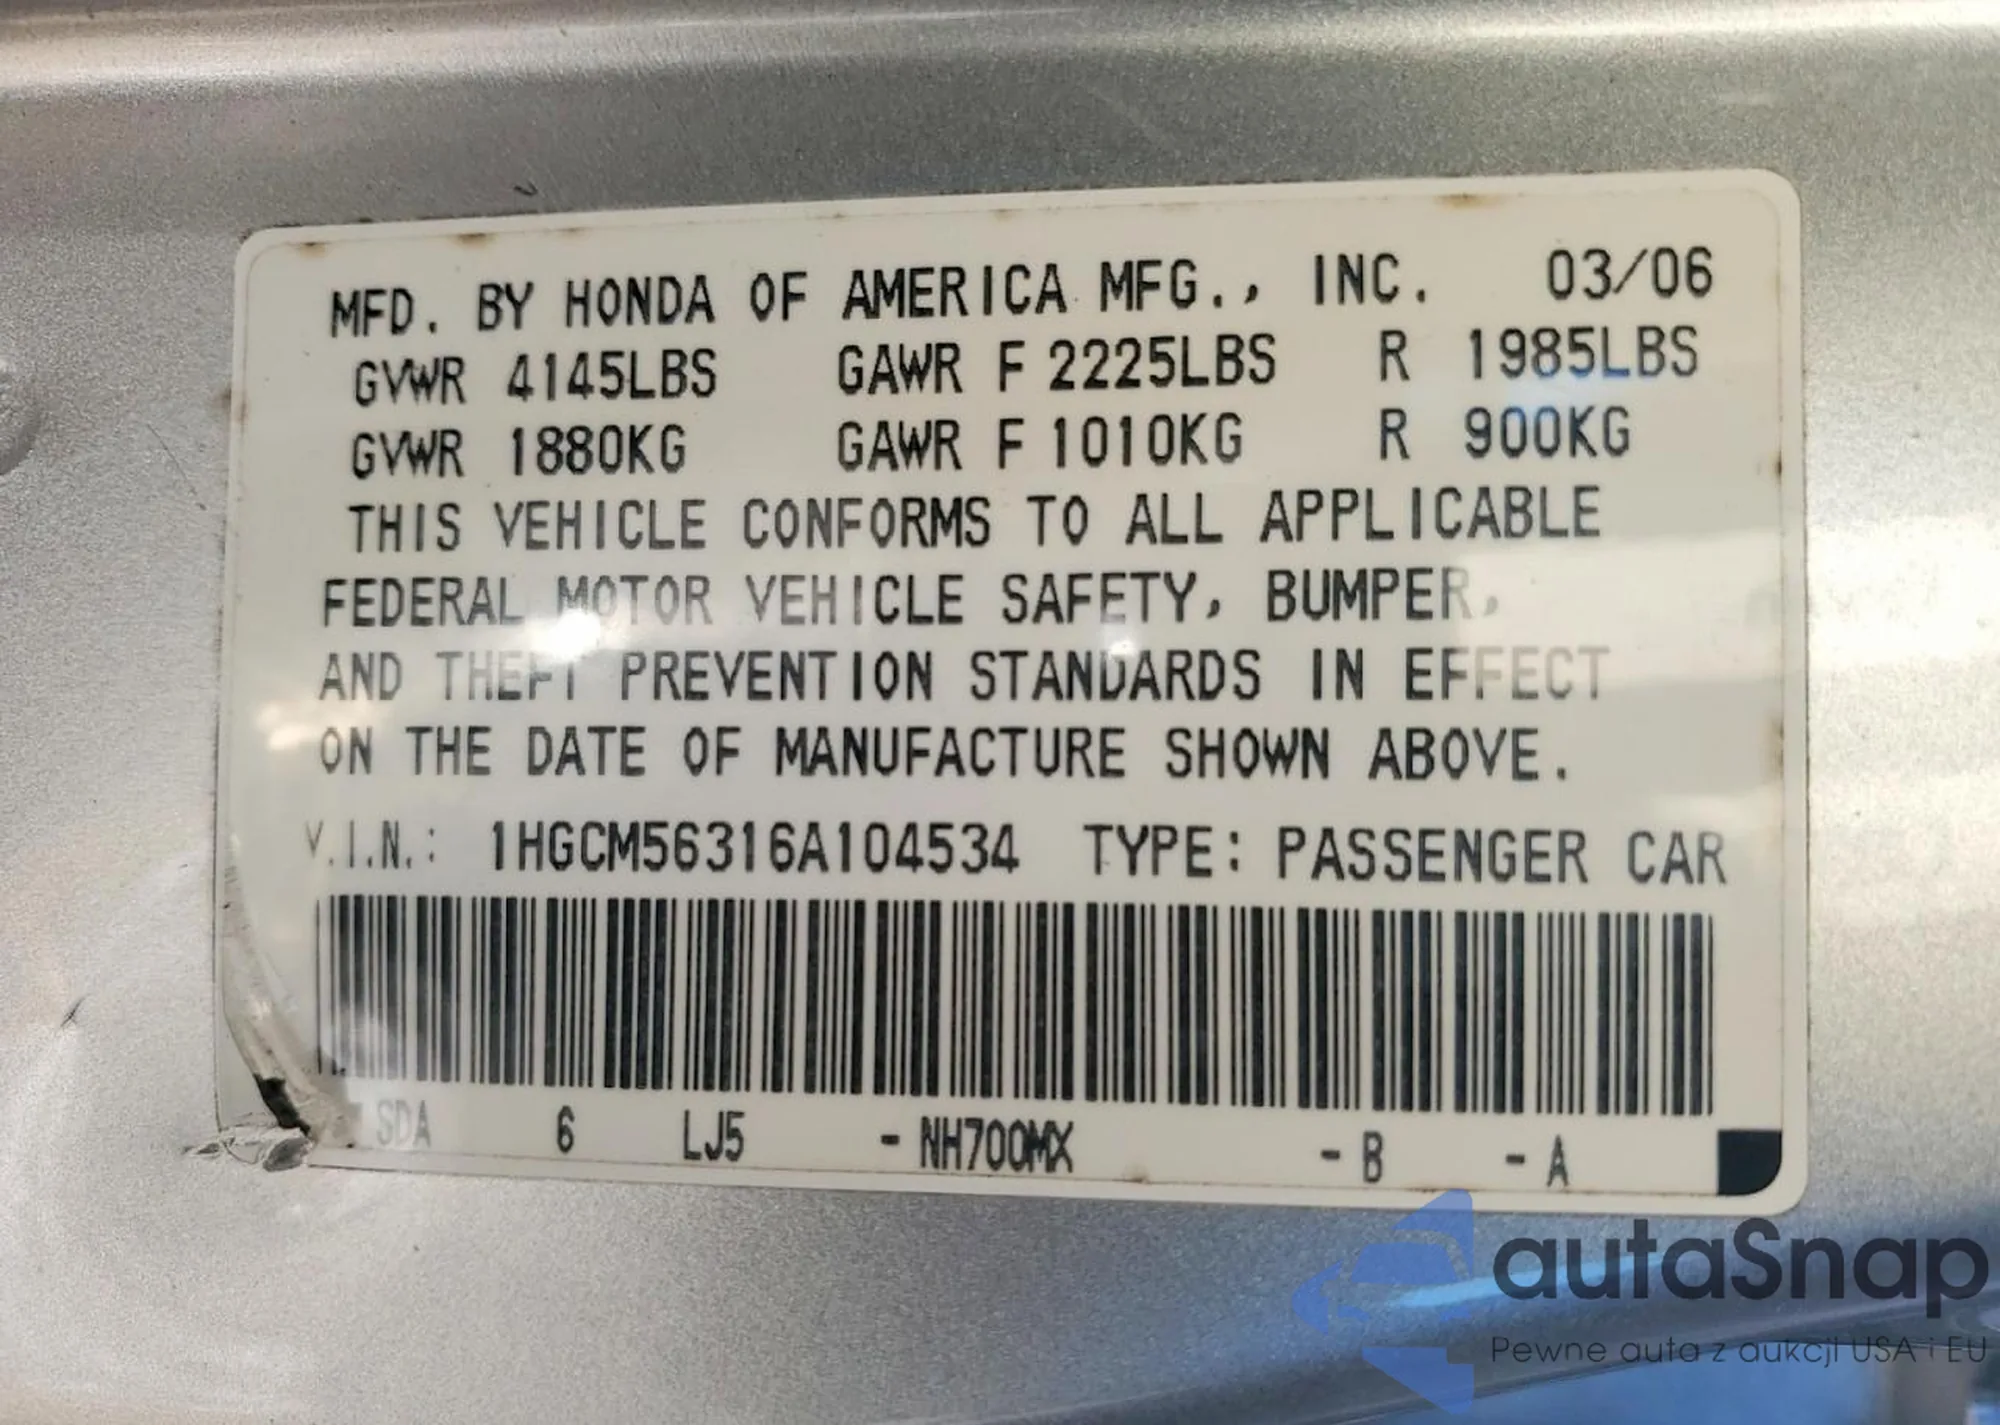 MFD. BY HONDA OF AMERICA MFG., INC. 03/06
GVWR 4145LBS GAWR F 2225LBS R 1985LBS
GVWR 1880KG GAWR F 1010KG R 900KG
THIS VEHICLE CONFORMS TO ALL APPLICABLE
FEDERAL MOTOR VEHICLE SAFETY, BUMPER,
AND THEFT PREVENTION STANDARDS IN EFFECT
ON THE DATE OF MANUFACTURE SHOWN ABOVE.
V.I.N.: 1HGCM56316A104534 TYPE: PASSENGER CAR
SDA 6 LJ5 - NH700MX - B - A
autaSnap
Pewne auta z aukcji USA i EU